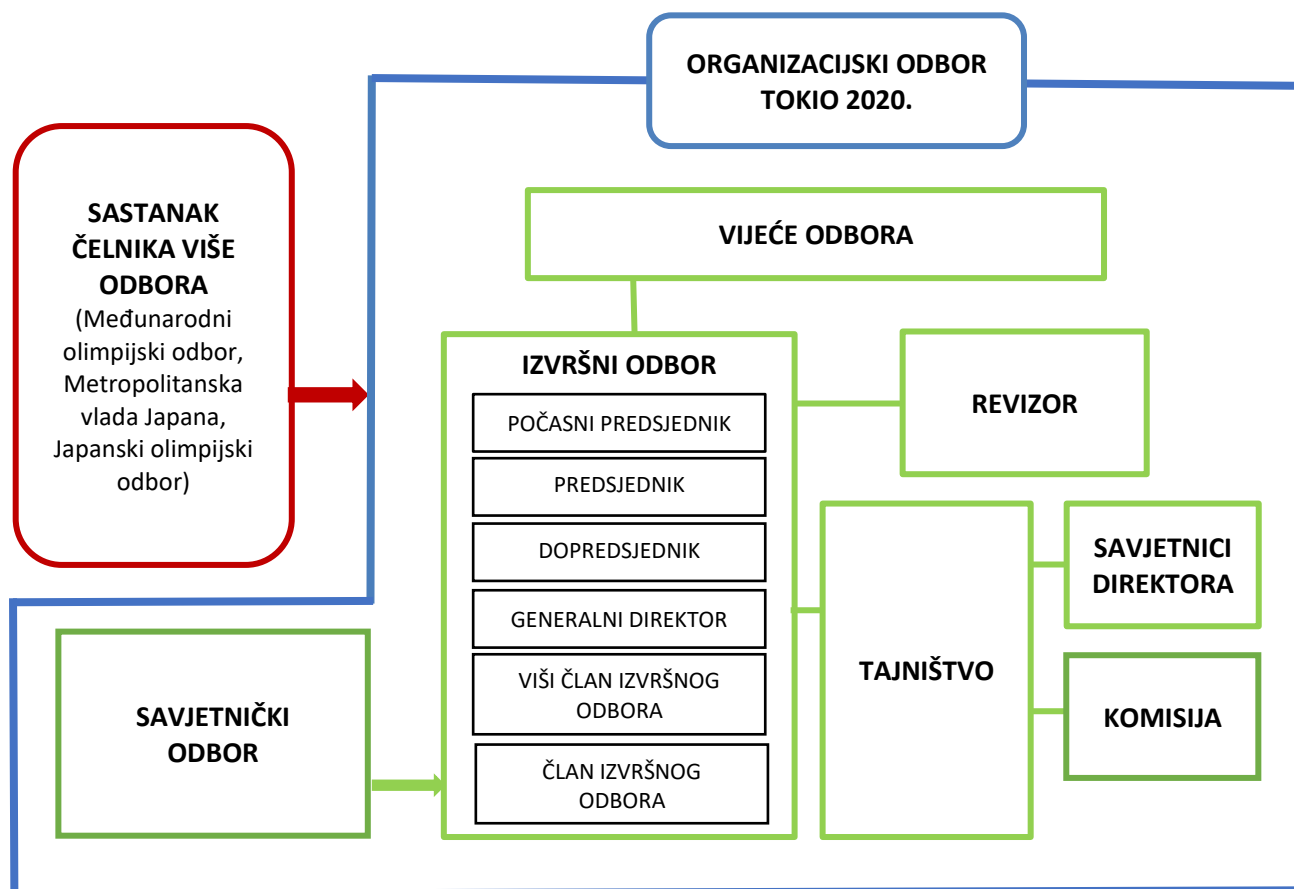 ORGANIZACIJSKI ODBOR
TOKIO 2020.
SASTANAK
ČELNIKA VIŠE
ODBORA
(Međunarodni
olimpijski odbor,
Metropolitanska
vlada Japana,
Japanski olimpijski
odbor)
VIJEĆE ODBORA
IZVRŠNI ODBOR
POČASNI PREDSJEDNIK
PREDSJEDNIK
DOPREDSJEDNIK
GENERALNI DIREKTOR
VIŠI ČLAN IZVRŠNOG
ODBORA
ČLAN IZVRŠNOG
ODBORA
REVIZOR
TAJNIŠTVO
SAVJETNICI
DIREKTORA
KOMISIJA
SAVJETNIČKI
ODBOR